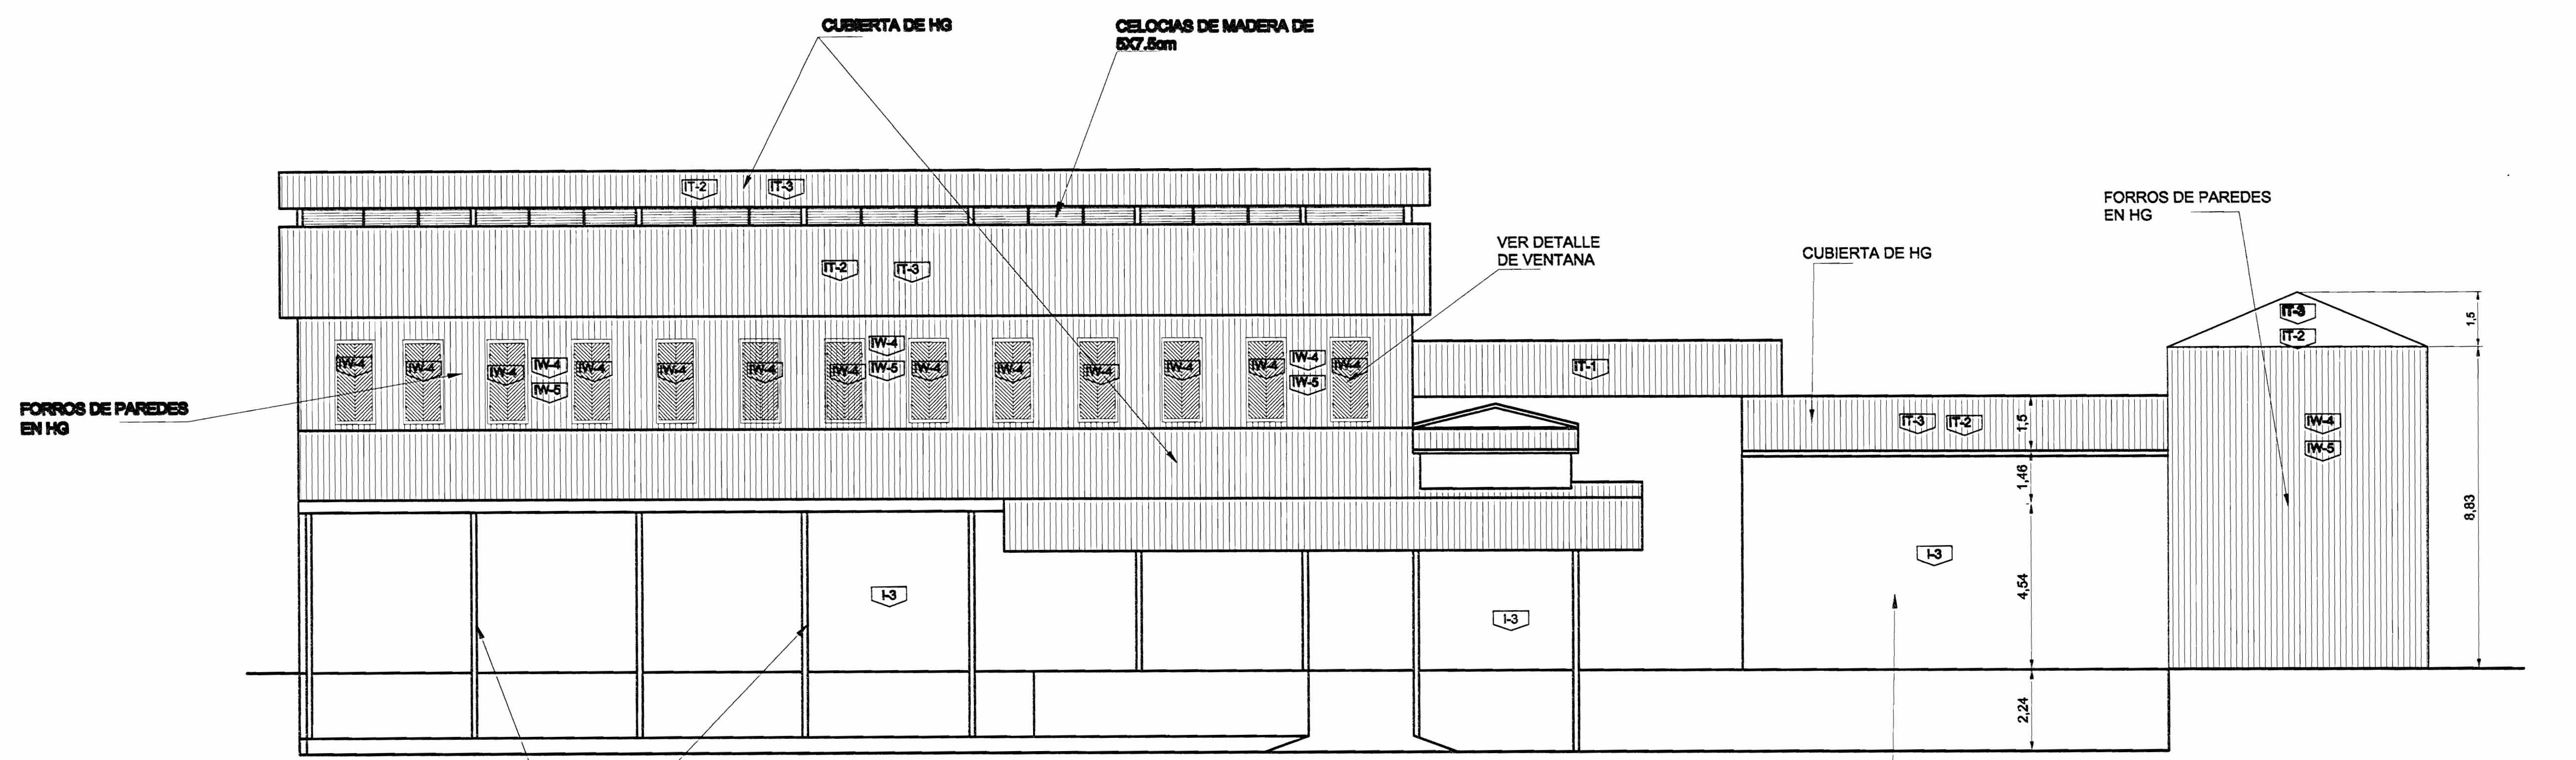 CUBIERTA DE HG
CELOCIAS DE MADERA DE
5X7.5cm
IT-2
IT-3
FORROS DE PAREDES
EN HG
VER DETALLE
DE VENTANA
CUBIERTA DE HG
IT-2
IT-3
IT-3
IT-2
1,5
IW-4
IW-4
IW-4
IW-4
IW-5
IW-4
IW-4
IW-4
IW-4
IW-4
IW-5
IW-4
IW-4
IW-4
IW-4
IW-4
IW-4
IW-5
IW-4
IT-1
FORROS DE PAREDES
EN HG
IT-3
IT-2
1,5
IW-4
IW-5
1,46
8,83
I-3
4,54
I-3
I-3
2,24